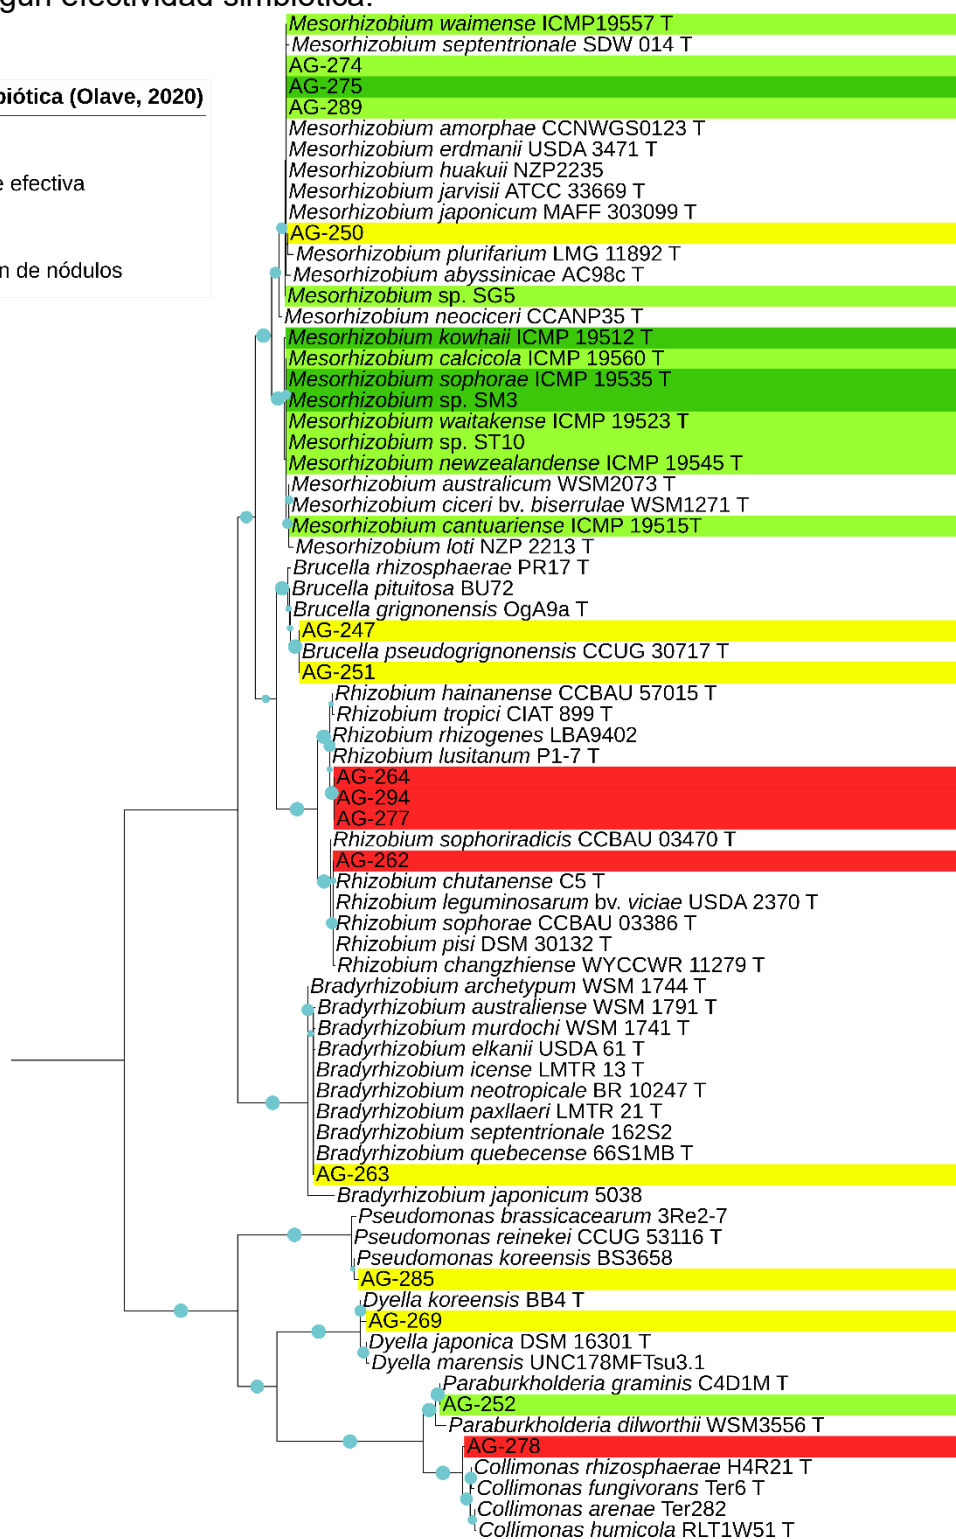 gún efectividad simbiótica.
Mesorhizobium waimense ICMP19557 T
Mesorhizobium septentrionale SDW 014 T
AG-274
AG-275
biótica (Olave, 2020)
AG-289
Mesorhizobium amorphae CCNWGS0123 T
Mesorhizobium erdmanii USDA 3471 T
Mesorhizobium huakuii NZP2235
e efectiva
Mesorhizobium jarvisii ATCC 33669 T
Mesorhizobium japonicum MAFF 303099 T
AG-250
Mesorhizobium plurifarium LMG 11892 T
n de nódulos
Mesorhizobium abyssinicae AC98c T
Mesorhizobium sp. SG5
Mesorhizobium neociceri CCANP35 T
Mesorhizobium kowhaii ICMP 19512 T
Mesorhizobium calcicola ICMP 19560 T
Mesorhizobium sophorae ICMP 19535 T
Mesorhizobium sp. SM3
Mesorhizobium waitakense ICMP 19523 T
Mesorhizobium sp. ST10
Mesorhizobium newzealandense ICMP 19545 T
Mesorhizobium australicum WSM2073 T
Mesorhizobium ciceri bv. biserrulae WSM1271 T
Mesorhizobium cantuariense ICMP 19515T
Mesorhizobium loti NZP 2213 T
Brucella rhizosphaerae PR17 T
Brucella pituitosa BU72
Brucella grignonensis OgA9a T
AG-247
Brucella pseudogrignonensis CCUG 30717 T
AG-251
Rhizobium hainanense CCBAU 57015 T
Rhizobium tropici CIAT 899 T
Rhizobium rhizogenes LBA9402
Rhizobium lusitanum P1-7 T
AG-264
AG-294
AG-277
Rhizobium sophoriradicis CCBAU 03470 T
AG-262
Rhizobium chutanense C5 T
Rhizobium leguminosarum bv. viciae USDA 2370 T
Rhizobium sophorae CCBAU 03386 T
Rhizobium pisi DSM 30132 T
Rhizobium changzhiense WYCCWR 11279 T
Bradyrhizobium archetypum WSM 1744 T
Bradyrhizobium australiense WSM 1791 T
Bradyrhizobium murdochi WSM 1741 T
Bradyrhizobium elkanii USDA 61 T
Bradyrhizobium icense LMTR 13 T
Bradyrhizobium neotropicale BR 10247 T
Bradyrhizobium paxllaeri LMTR 21 T
Bradyrhizobium septentrionale 162S2
Bradyrhizobium quebecense 66S1MB T
AG-263
Bradyrhizobium japonicum 5038
Pseudomonas brassicacearum 3Re2-7
Pseudomonas reinekei CCUG 53116 T
Pseudomonas koreensis BS3658
AG-285
Dyella koreensis BB4 T
AG-269
Dyella japonica DSM 16301 T
Dyella marensis UNC178MFTsu3.1
Paraburkholderia graminis C4D1M T
AG-252
Paraburkholderia dilworthii WSM3556 T
AG-278
Collimonas rhizosphaerae H4R21 T
Collimonas fungivorans Ter6 T
Collimonas arenae Ter282
Collimonas humicola RLT1W51 T